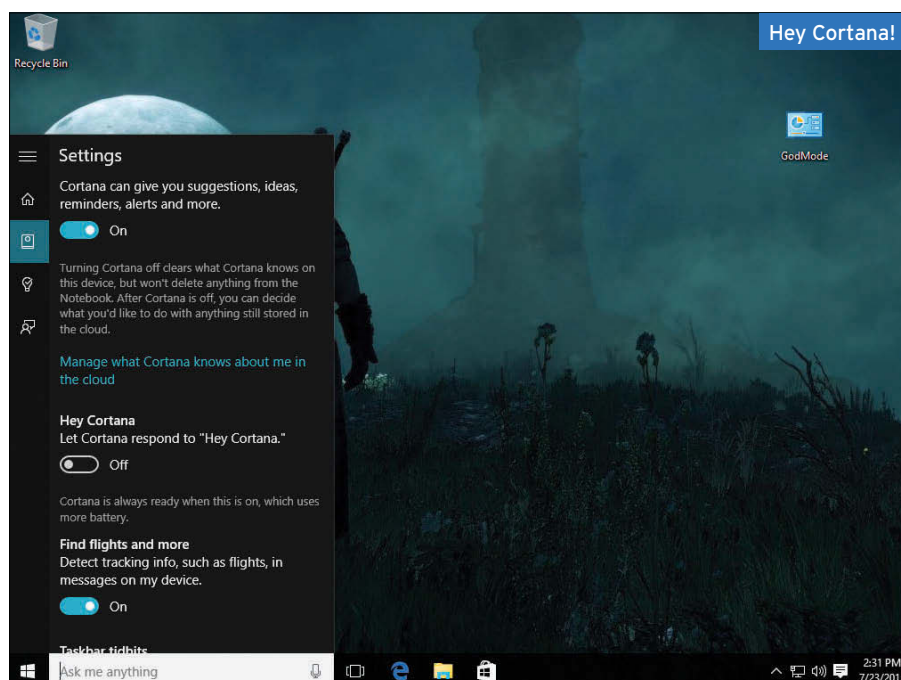 Hey Cortana!
Recycle Bin
GodMode
Settings
Cortana can give you suggestions, ideas,
reminders, alerts and more.
On
Turning Cortana off clears what Cortana knows on
this device, but won't delete anything from the
Notebook. After Cortana is off, you can decide
what you'd like to do with anything still stored in
the cloud.
Manage what Cortana knows about me in
the cloud
Hey Cortana
Let Cortana respond to "Hey Cortana."
Off
Cortana is always ready when this is on, which uses
more battery.
Find flights and more
Detect tracking info, such as flights, in
messages on my device.
On
Taskbar tidbits
Ask me anything
2:31 PM
7/23/201